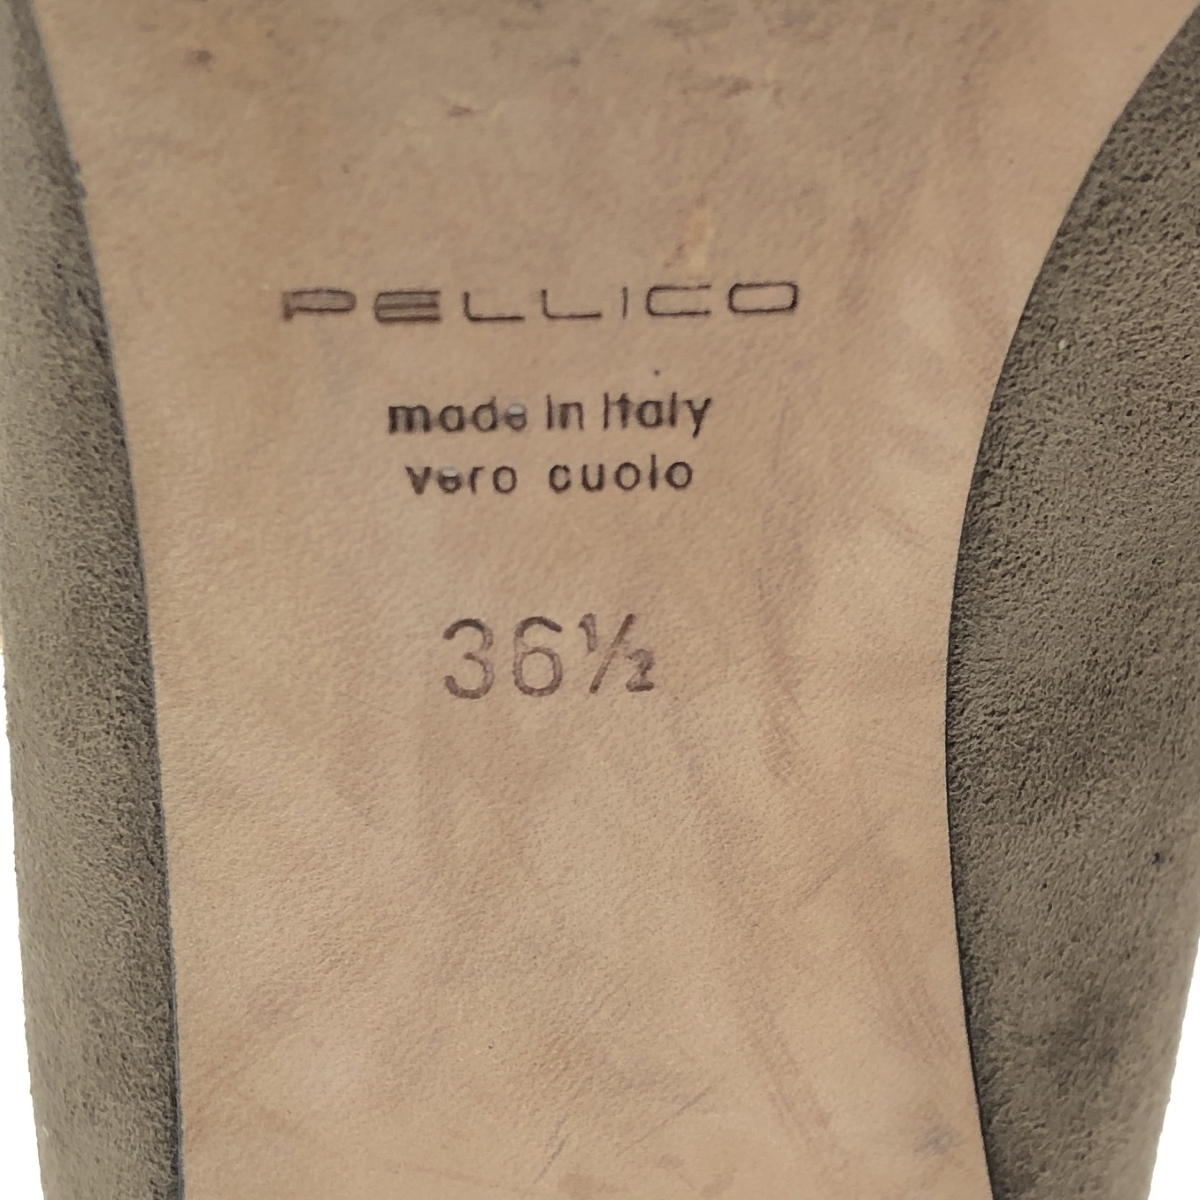 PELLICO
made in Italy
vero cuoio
36½